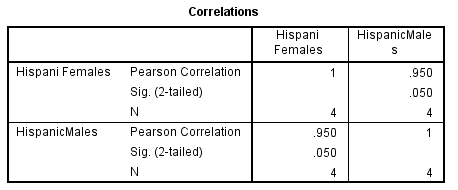 Correlations
Hispani Females HispanicMales
Hispani Females Pearson Correlation 1 .950
Sig. (2-tailed) .050
N 4 4
HispanicMales Pearson Correlation .950 1
Sig. (2-tailed) .050
N 4 4